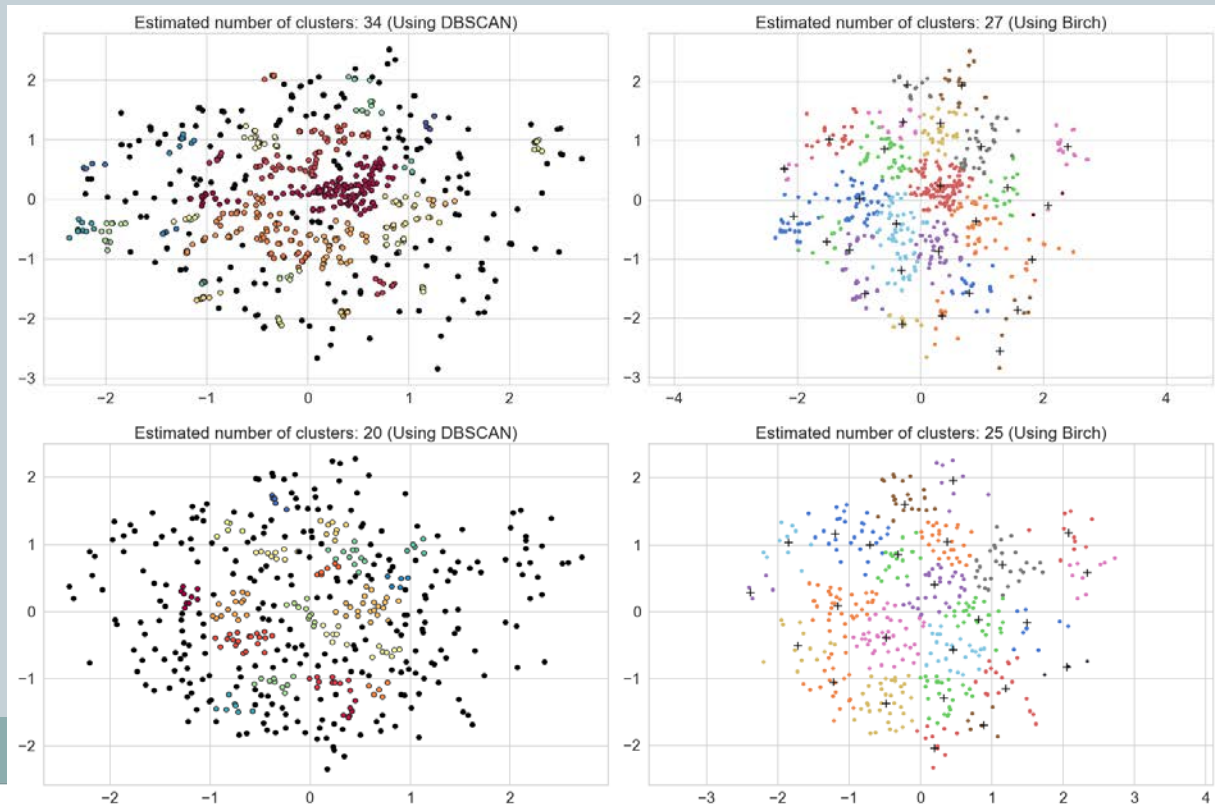 Estimated number of clusters: 34 (Using DBSCAN)
2
1
0
−1
−2
−3
−2 −1 0 1 2
Estimated number of clusters: 27 (Using Birch)
2
1
0
−1
−2
−3
−4 −2 0 2 4
Estimated number of clusters: 20 (Using DBSCAN)
2
1
0
−1
−2
−2 −1 0 1 2
Estimated number of clusters: 25 (Using Birch)
2
1
0
−1
−2
−3 −2 −1 0 1 2 3 4